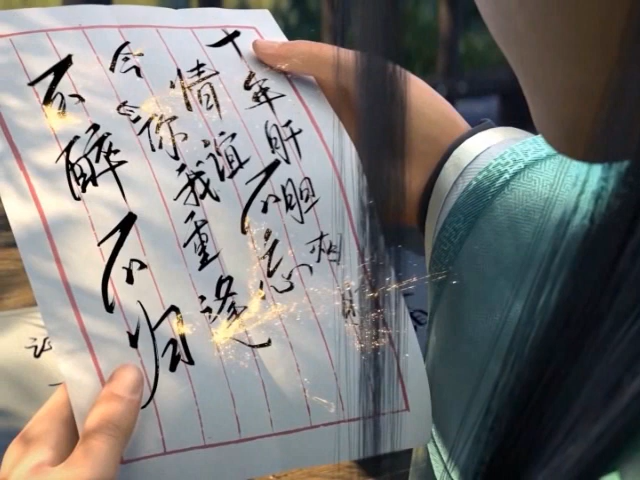 十年肝胆
情谊不忘
今你我重逢
不醉不归